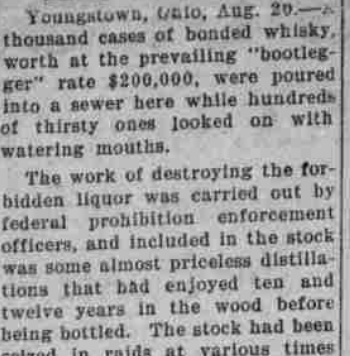 Youngstown, Ohio, Aug. 20.—A
thousand cases of bonded whisky,
worth at the prevailing "bootleg-
ger" rate $200,000, were poured
into a sewer here while hundreds
of thirsty ones looked on with
watering mouths.
The work of destroying the for-
bidden liquor was carried out by
federal prohibition enforcement
officers, and included in the stock
was some almost priceless distilla-
tions that had enjoyed ten and
twelve years in the wood before
being bottled. The stock had been
seized in raids at various times